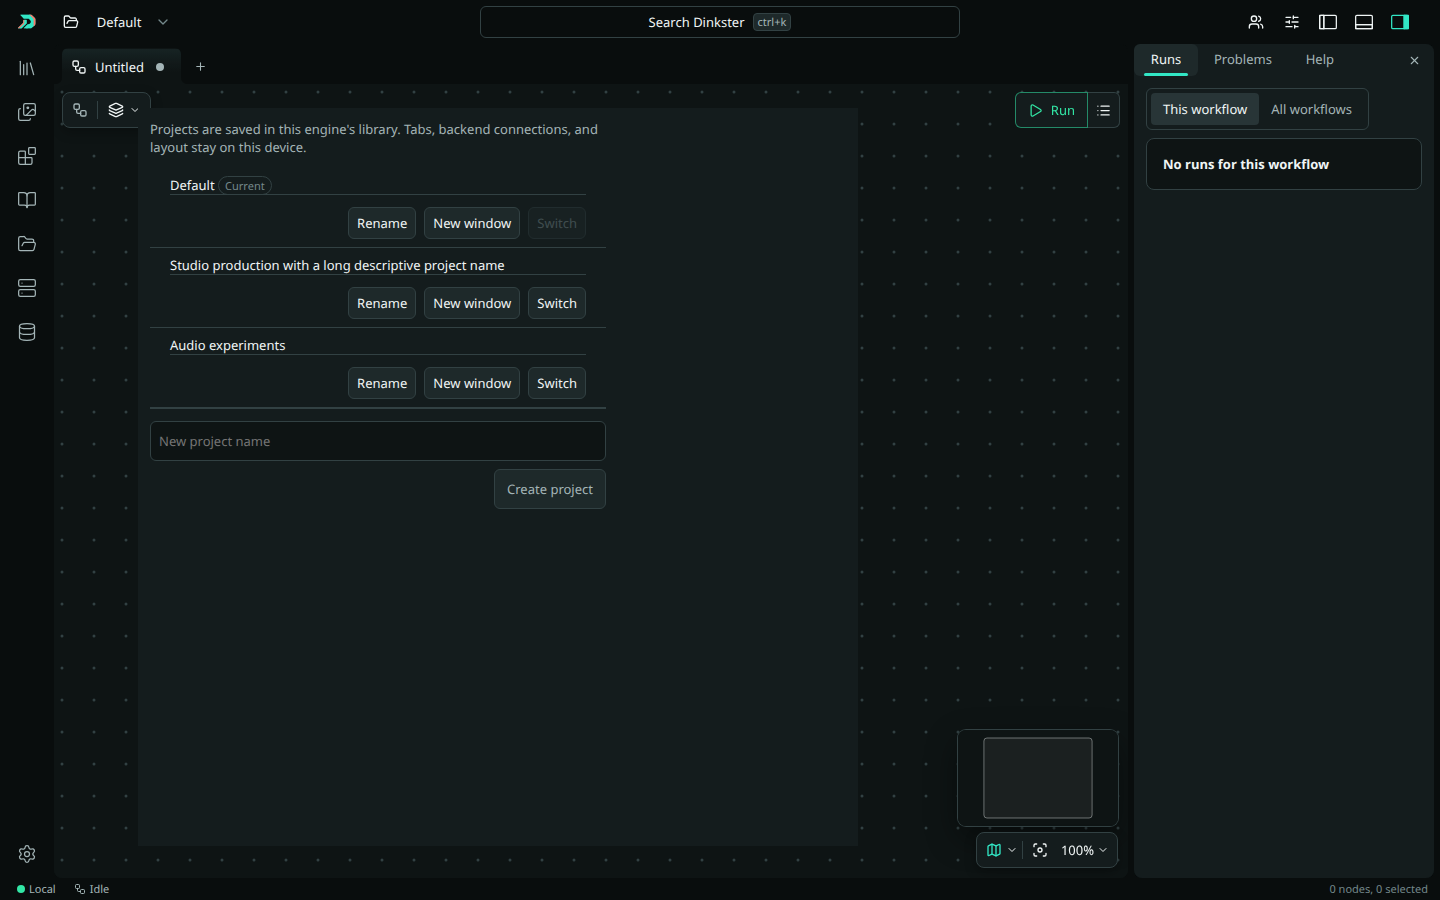 Default
Search Dinkster ctrl+k
Untitled
Run
Runs Problems Help
This workflow All workflows
No runs for this workflow
Projects are saved in this engine's library. Tabs, backend connections, and
layout stay on this device.
Default Current
Rename New window Switch
Studio production with a long descriptive project name
Rename New window Switch
Audio experiments
Rename New window Switch
New project name
Create project
100%
Local Idle
0 nodes, 0 selected